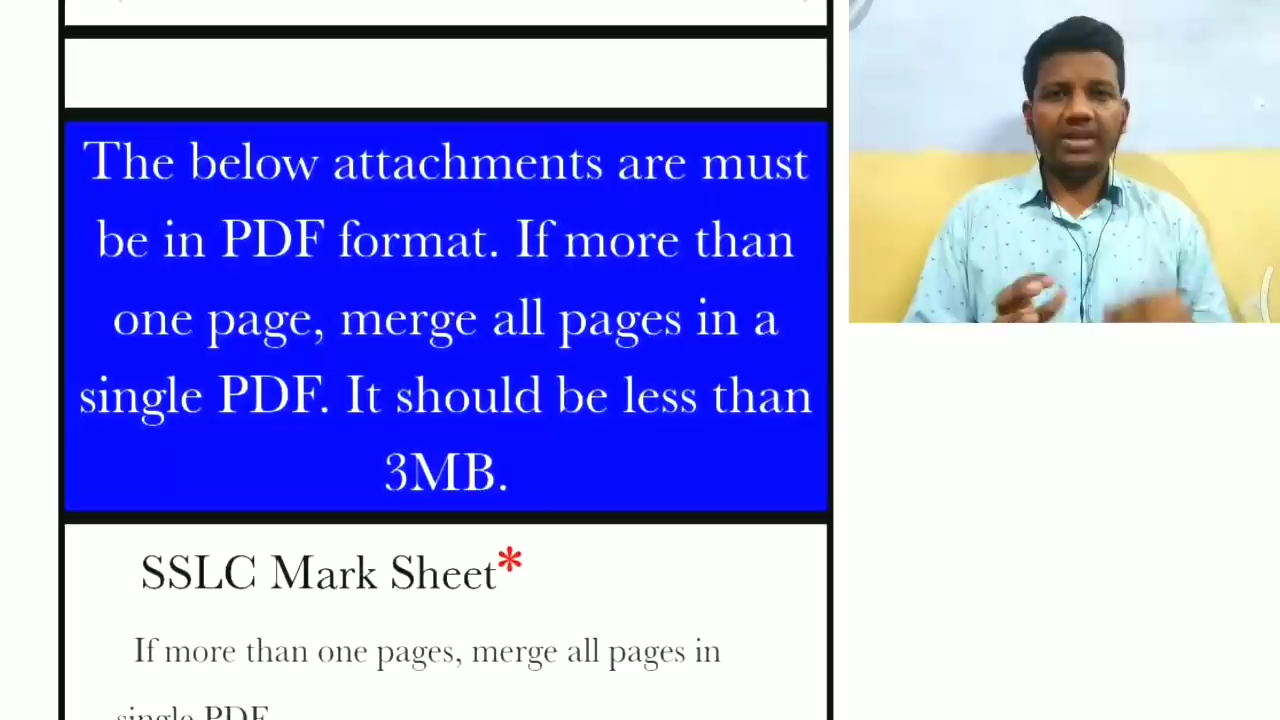 The below attachments are must
be in PDF format. If more than
one page, merge all pages in a
single PDF. It should be less than
3MB.
SSLC Mark Sheet*
If more than one pages, merge all pages in
single PDF